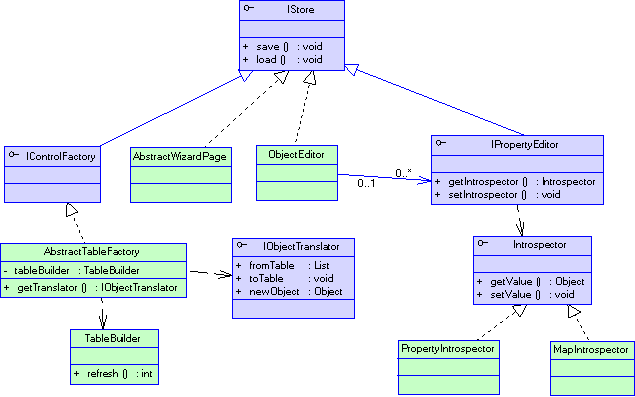 IStore
+ save () : void
+ load () : void
IControlFactory
AbstractWizardPage
ObjectEditor
IPropertyEditor
+ getIntrospector () : Introspector
+ setIntrospector () : void
0..1
0..*
AbstractTableFactory
- tableBuilder : TableBuilder
+ getTranslator () : IObjectTranslator
IObjectTranslator
+ fromTable : List
+ toTable : void
+ newObject : Object
Introspector
+ getValue () : Object
+ setValue () : void
TableBuilder
+ refresh () : int
PropertyIntrospector
MapIntrospector